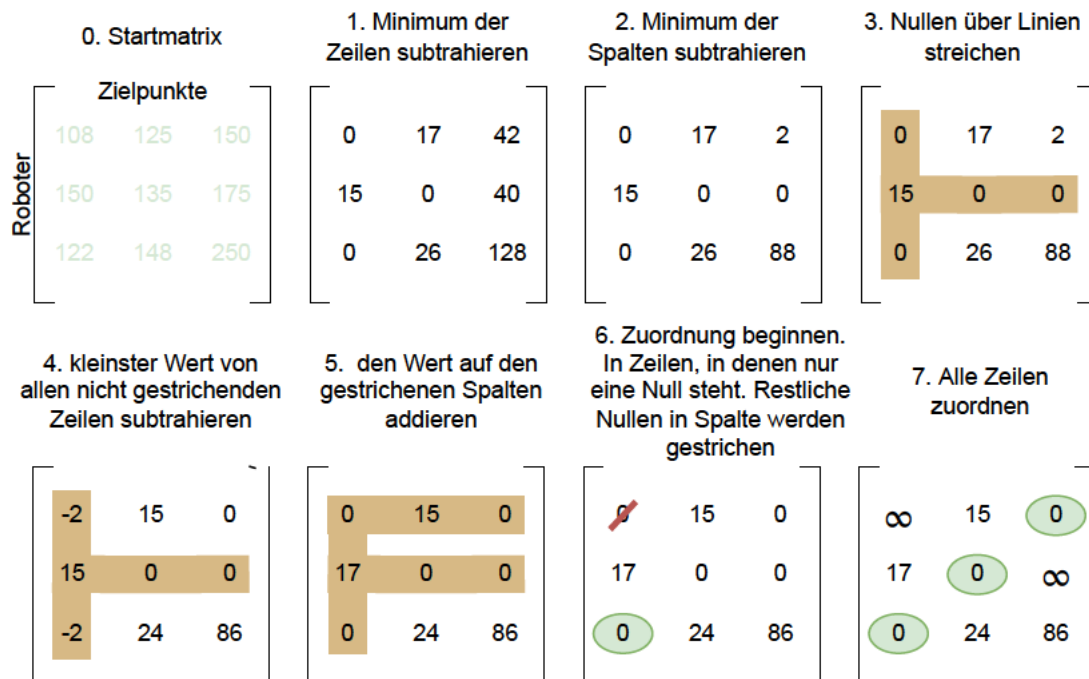 0. Startmatrix
Zielpunkte
Roboter
108 125 150
150 135 175
122 148 250
1. Minimum der
Zeilen subtrahieren
0 17 42
15 0 40
0 26 128
2. Minimum der
Spalten subtrahieren
0 17 2
15 0 0
0 26 88
3. Nullen über Linien
streichen
0 17 2
15 0 0
0 26 88
4. kleinster Wert von
allen nicht gestrichenden
Zeilen subtrahieren
-2 15 0
15 0 0
-2 24 86
5. den Wert auf den
gestrichenen Spalten
addieren
0 15 0
17 0 0
0 24 86
6. Zuordnung beginnen.
In Zeilen, in denen nur
eine Null steht. Restliche
Nullen in Spalte werden
gestrichen
0 15 0
17 0 0
0 24 86
7. Alle Zeilen
zuordnen
∞ 15 0
17 0 ∞
0 24 86